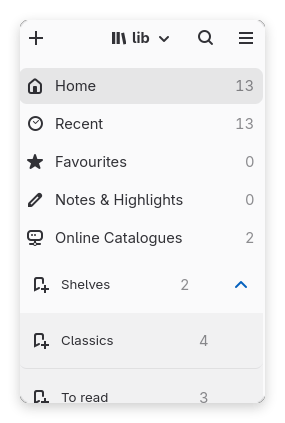 lib
Home 13
Recent 13
Favourites 0
Notes & Highlights 0
Online Catalogues 2
Shelves 2
Classics 4
To read 3